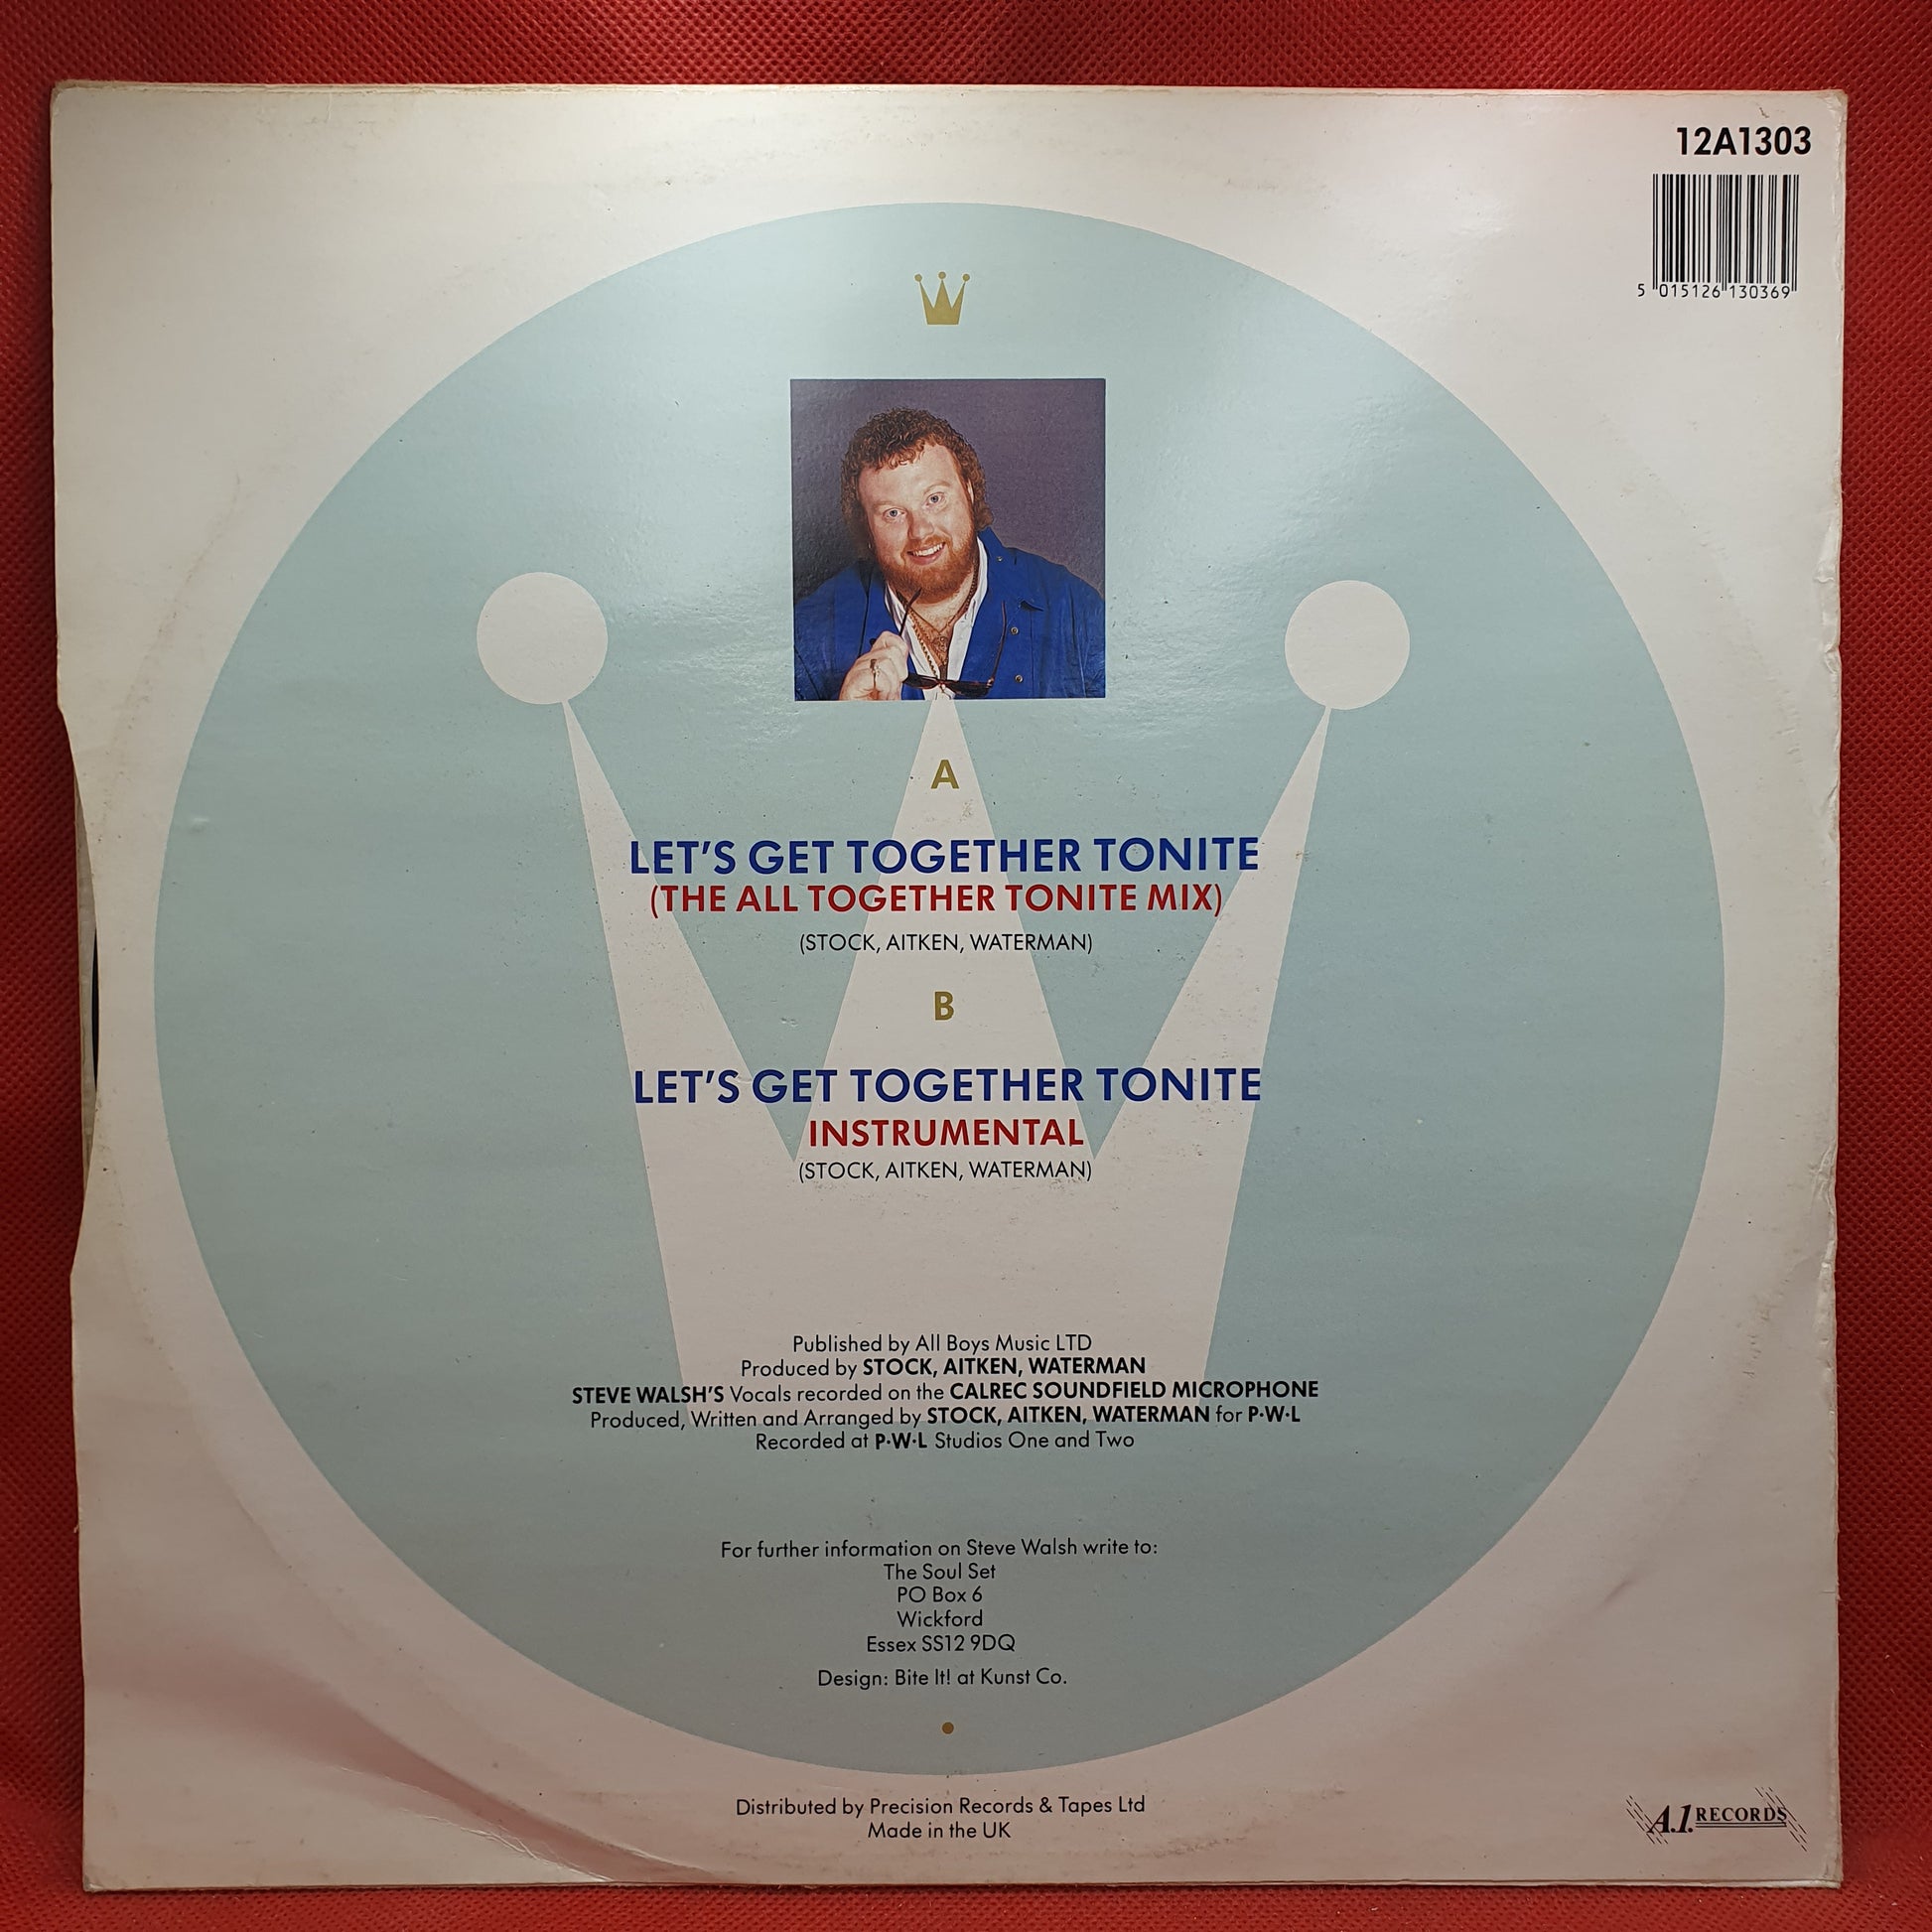 12A1303
5 015126 130369
A
LET'S GET TOGETHER TONITE
(THE ALL TOGETHER TONITE MIX)
(STOCK, AITKEN, WATERMAN)
B
LET'S GET TOGETHER TONITE
INSTRUMENTAL
(STOCK, AITKEN, WATERMAN)
Published by All Boys Music LTD
Produced by STOCK, AITKEN, WATERMAN
STEVE WALSH'S Vocals recorded on the CALREC SOUNDFIELD MICROPHONE
Produced, Written and Arranged by STOCK, AITKEN, WATERMAN for P·W·L
Recorded at P·W·L Studios One and Two
For further information on Steve Walsh write to:
The Soul Set
PO Box 6
Wickford
Essex SS12 9DQ
Design: Bite It! at Kunst Co.
Distributed by Precision Records & Tapes Ltd
Made in the UK
A.1. RECORDS